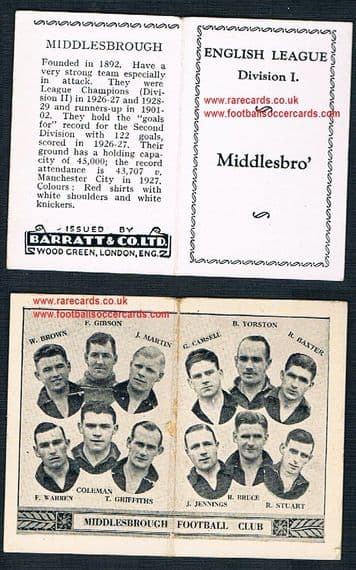 MIDDLESBROUGH
Founded in 1892. Have a
very strong team especially
in attack. They were
League Champions (Divi-
sion II) in 1926-27 and 1928-
29 and runners-up in 1901-
02. They hold the "goals
for" record for the Second
Division with 122 goals,
scored in 1926-27. Their
ground has a holding capa-
city of 45,000; the record
attendance is 43,707 v.
Manchester City in 1927.
Colours: Red shirts with
white shoulders and white
knickers.
ISSUED BY
BARRATT & CO. LTD.
WOOD GREEN, LONDON, ENG.
ENGLISH LEAGUE
Division I.
www.rarecards.co.uk
www.footballsoccercards.com
Middlesbro'
www.rarecards.co.uk
www.footballsoccercards.com
W. BROWN
F. GIBSON
J. MARTIN
G. CAMSELL
B. YORSTON
R. BAXTER
F. WARREN
COLEMAN
T. GRIFFITHS
J. JENNINGS
R. BRUCE
R. STUART
MIDDLESBROUGH FOOTBALL CLUB